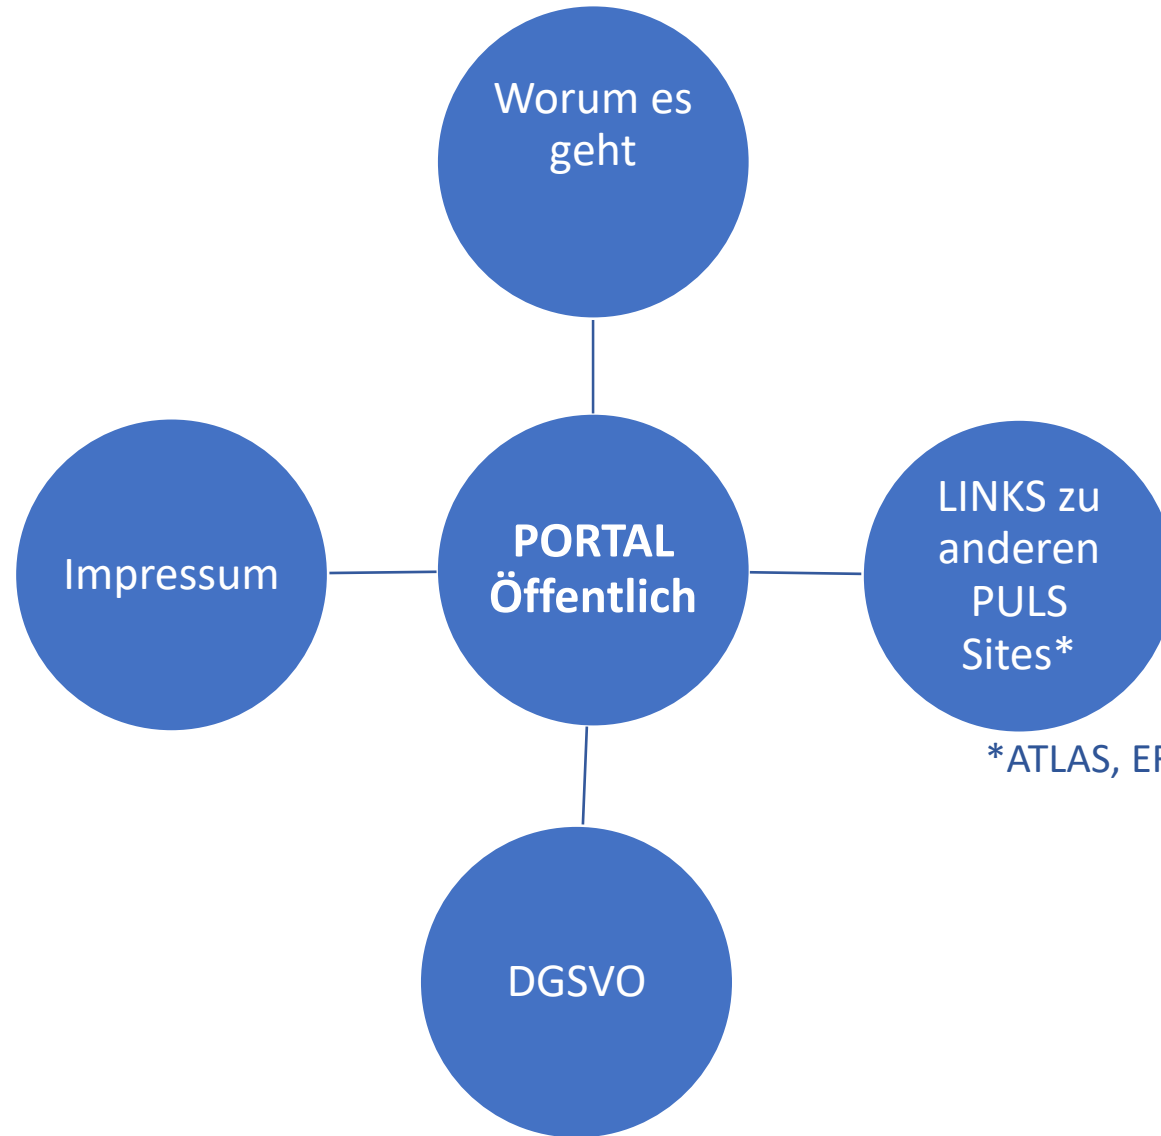 Worum es
geht
Impressum
PORTAL
Öffentlich
LINKS zu
anderen
PULS
Sites*
*ATLAS,
DGSVO